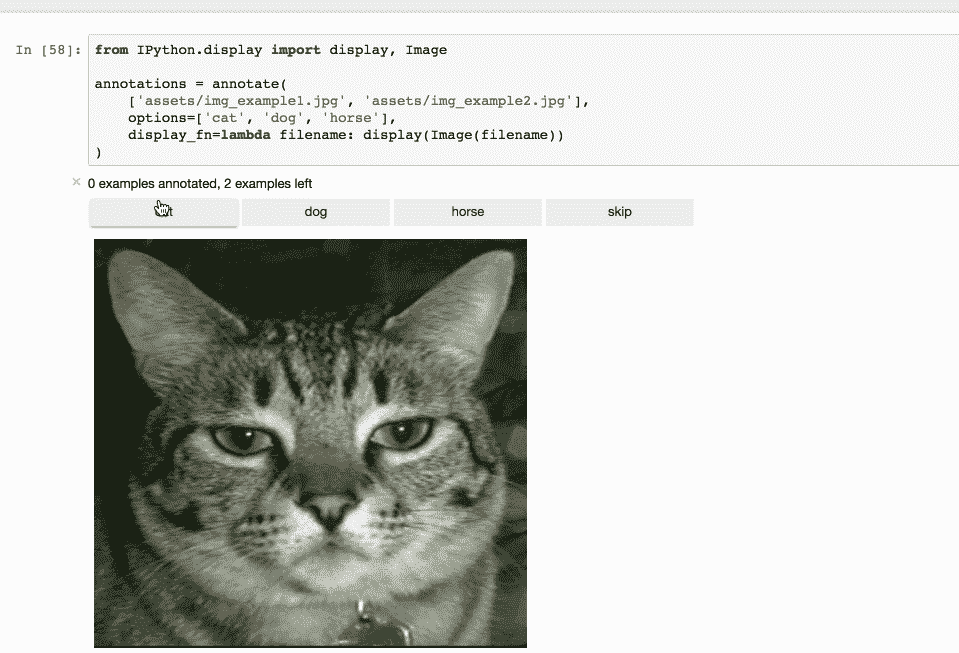 In [58]: from IPython.display import display, Image
annotations = annotate(
['assets/img_example1.jpg', 'assets/img_example2.jpg'],
options=['cat', 'dog', 'horse'],
display_fn=lambda filename: display(Image(filename))
)
× 0 examples annotated, 2 examples left
dog horse skip